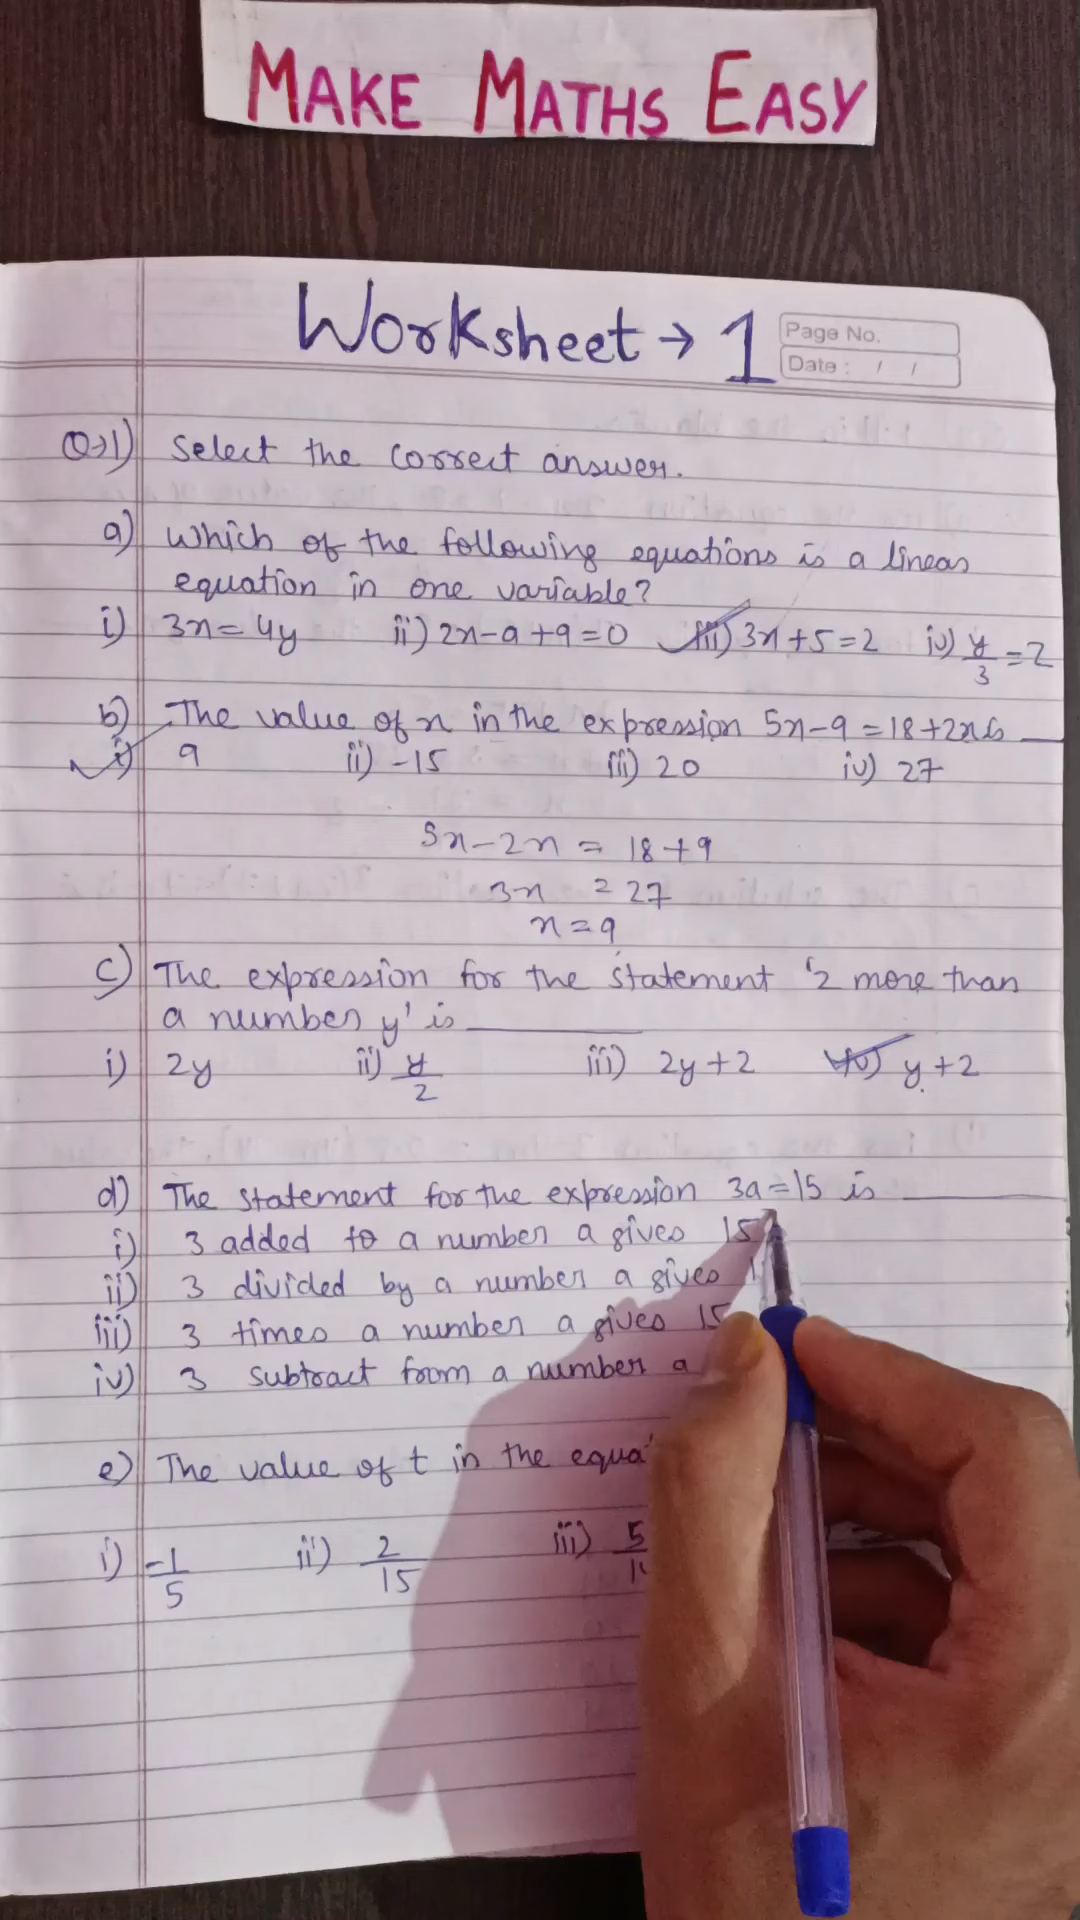 MAKE MATHS EASY
Worksheet → 1
Page No.
Date : / /
Q→1) Select the correct answer.
a) Which of the following equations is a linear
equation in one variable?
i) 3x=4y ii) 2x-a+9=0 iii) 3x+5=2 iv) y/3=2
b) The value of x in the expression 5x-9=18+2x is __
i) 9 ii) -15 iii) 20 iv) 27
5x-2x = 18+9
3x = 27
x=9
c) The expression for the statement '2 more than
a number y' is ________
i) 2y ii) y/2 iii) 2y+2 iv) y+2
d) The statement for the expression 3a=15 is ______
i) 3 added to a number a gives 15
ii) 3 divided by a number a gives
iii) 3 times a number a gives 15
iv) 3 subtract from a number a
e) The value of t in the
i) -1/5 ii) 2/15 iii)